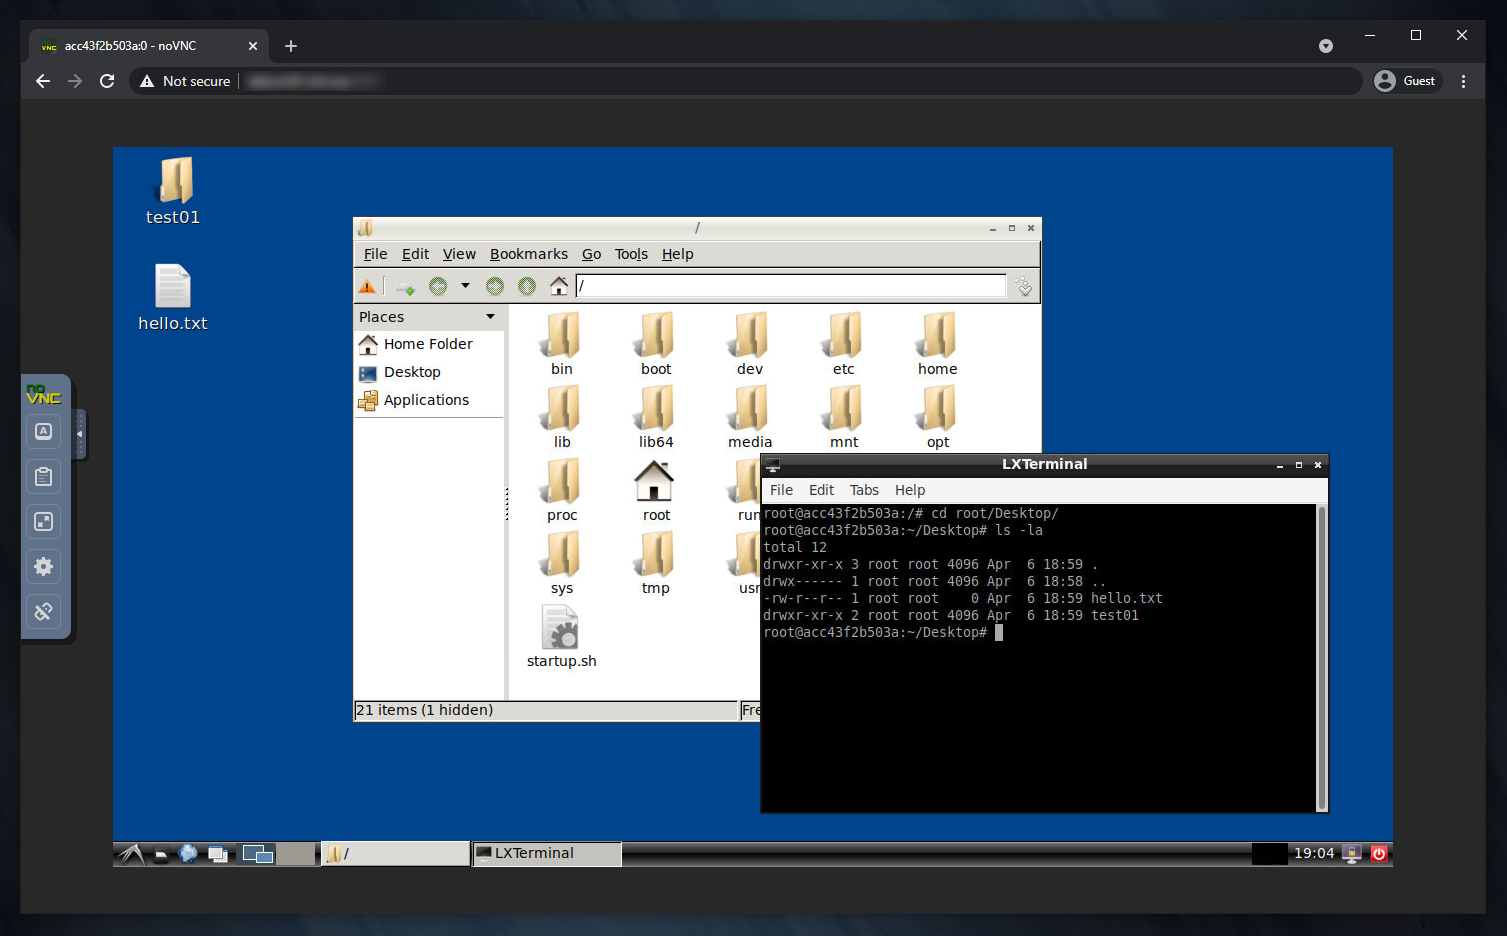 acc43f2b503a:0 - noVNC
Not secure
Guest
test01
hello.txt
no
VNC
A
/
File Edit View Bookmarks Go Tools Help
/
Places
Home Folder
Desktop
Applications
bin boot dev etc home
lib lib64 media mnt opt
proc root run
sys tmp usr
startup.sh
21 items (1 hidden)
Fre
LXTerminal
File Edit Tabs Help
root@acc43f2b503a:/# cd root/Desktop/
root@acc43f2b503a:~/Desktop# ls -la
total 12
drwxr-xr-x 3 root root 4096 Apr  6 18:59 .
drwx------ 1 root root 4096 Apr  6 18:58 ..
-rw-r--r-- 1 root root    0 Apr  6 18:59 hello.txt
drwxr-xr-x 2 root root 4096 Apr  6 18:59 test01
root@acc43f2b503a:~/Desktop#
/
LXTerminal
19:04